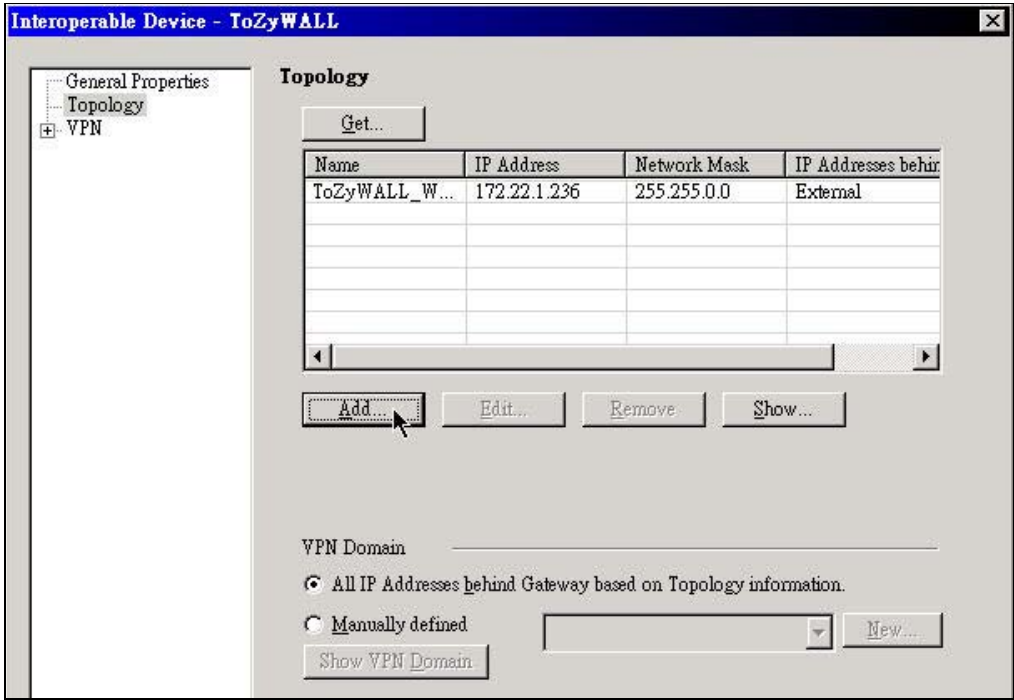 Interoperable Device - ToZyWALL
General Properties
Topology
VPN
Topology
Get...
Name IP Address Network Mask IP Addresses behin
ToZyWALL_W... 172.22.1.236 255.255.0.0 External
Add... Edit... Remove Show...
VPN Domain
All IP Addresses behind Gateway based on Topology information.
Manually defined
New...
Show VPN Domain